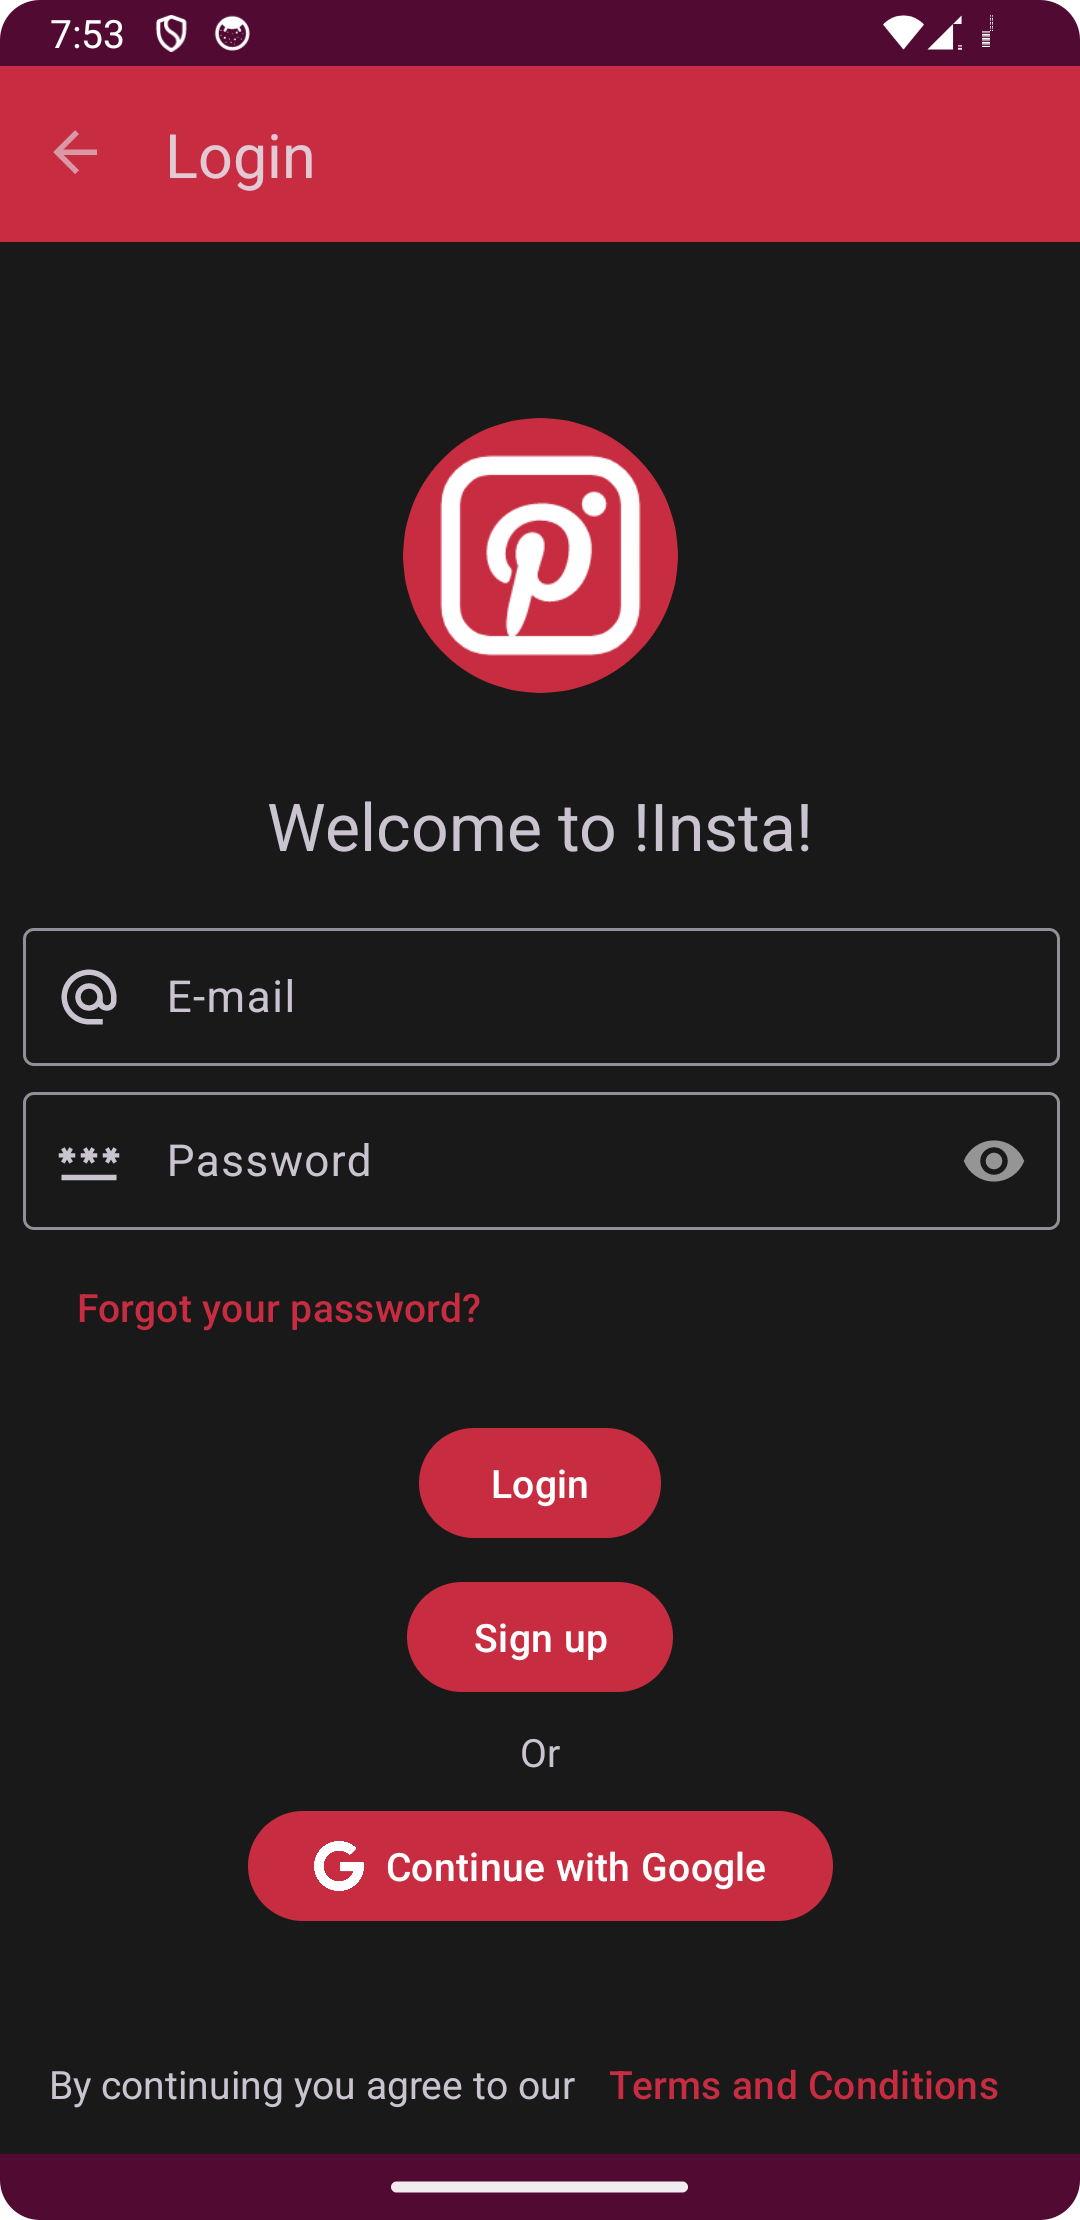 7:53
Login
Welcome to !Insta!
E-mail
Password
Forgot your password?
Login
Sign up
Or
Continue with Google
By continuing you agree to our Terms and Conditions